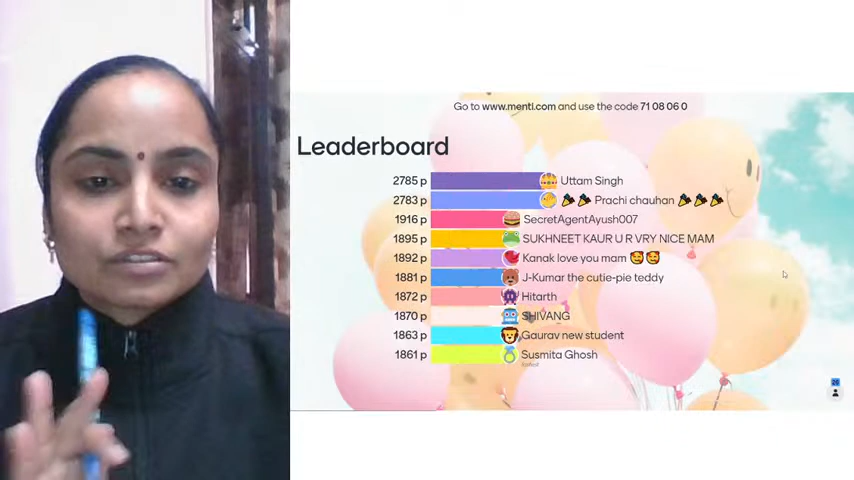 Go to www.menti.com and use the code 71 08 06 0
Leaderboard
2785 p Uttam Singh
2783 p Prachi chauhan
1916 p SecretAgentAyush007
1895 p SUKHNEET KAUR U R VRY NICE MAM
1892 p Kanak love you mam
1881 p J-Kumar the cutie-pie teddy
1872 p Hitarth
1870 p SHIVANG
1863 p Gaurav new student
1861 p Susmita Ghosh
26